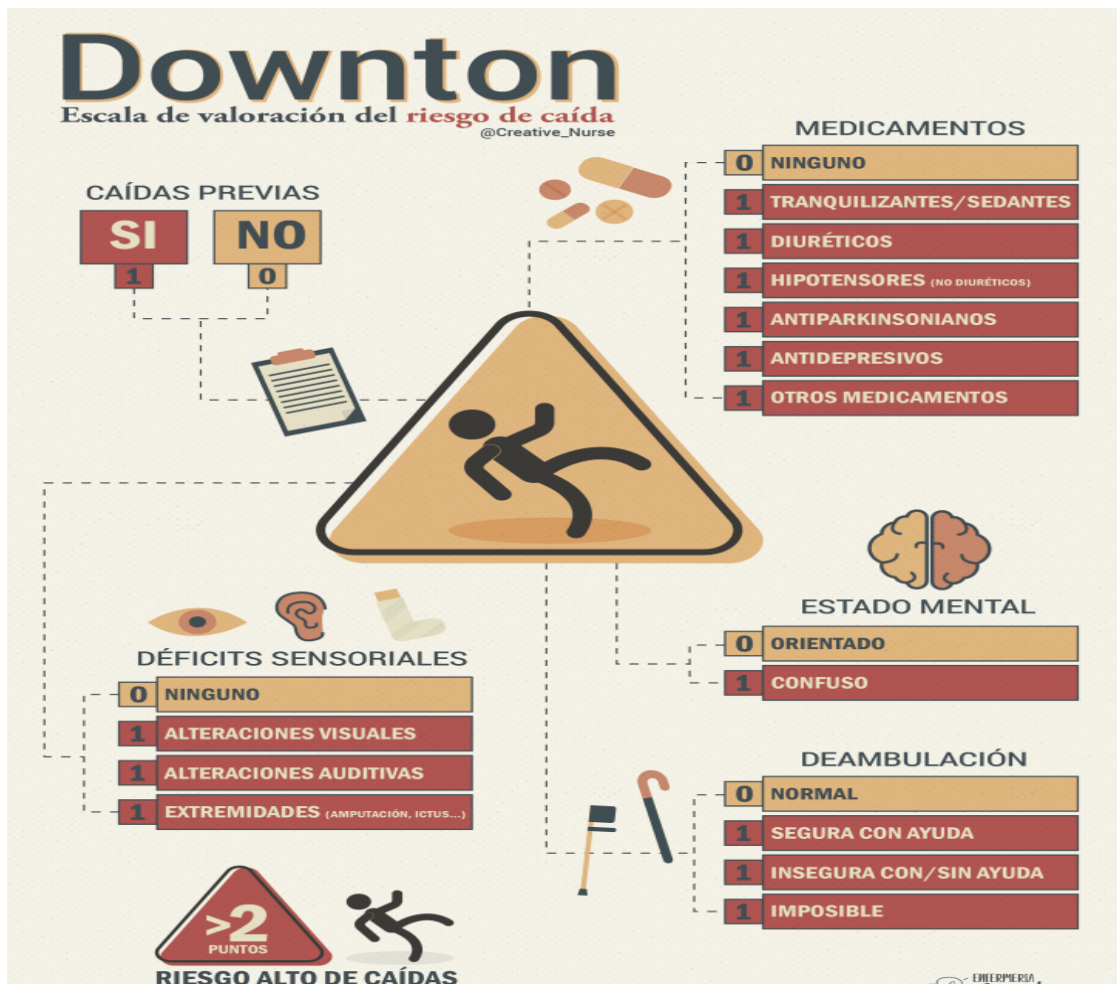 Downton
Escala de valoración del riesgo de caída
@Creative_Nurse
CAÍDAS PREVIAS
SI
NO
1
0
MEDICAMENTOS
0 NINGUNO
1 TRANQUILIZANTES/SEDANTES
1 DIURÉTICOS
1 HIPOTENSORES (NO DIURÉTICOS)
1 ANTIPARKINSONIANOS
1 ANTIDEPRESIVOS
1 OTROS MEDICAMENTOS
ESTADO MENTAL
0 ORIENTADO
1 CONFUSO
DÉFICITS SENSORIALES
0 NINGUNO
1 ALTERACIONES VISUALES
1 ALTERACIONES AUDITIVAS
1 EXTREMIDADES (AMPUTACIÓN, ICTUS...)
DEAMBULACIÓN
0 NORMAL
1 SEGURA CON AYUDA
1 INSEGURA CON/SIN AYUDA
1 IMPOSIBLE
>2
PUNTOS
RIESGO ALTO DE CAÍDAS
ENFERMERÍA